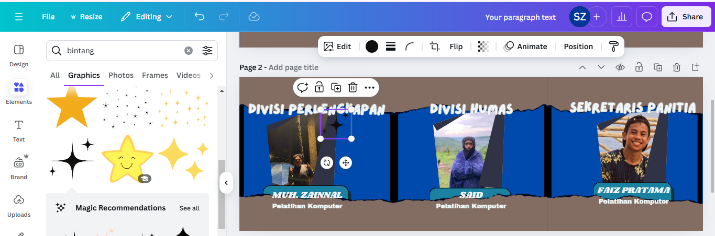 File
Resize
Editing
Your paragraph text
SZ
Share
Design
Elements
Text
Brand
Uploads
bintang
All Graphics Photos Frames Videos
Magic Recommendations See all
Edit
Flip
Animate
Position
Page 2 - Add page title
DIVISI PERLENGKAPAN
DIVISI HUMAS
SEKRETARIS PANITIA
MUH. ZAINNAL
Pelatihan Komputer
SAID
Pelatihan Komputer
FAIZ PRATAMA
Pelatihan Komputer